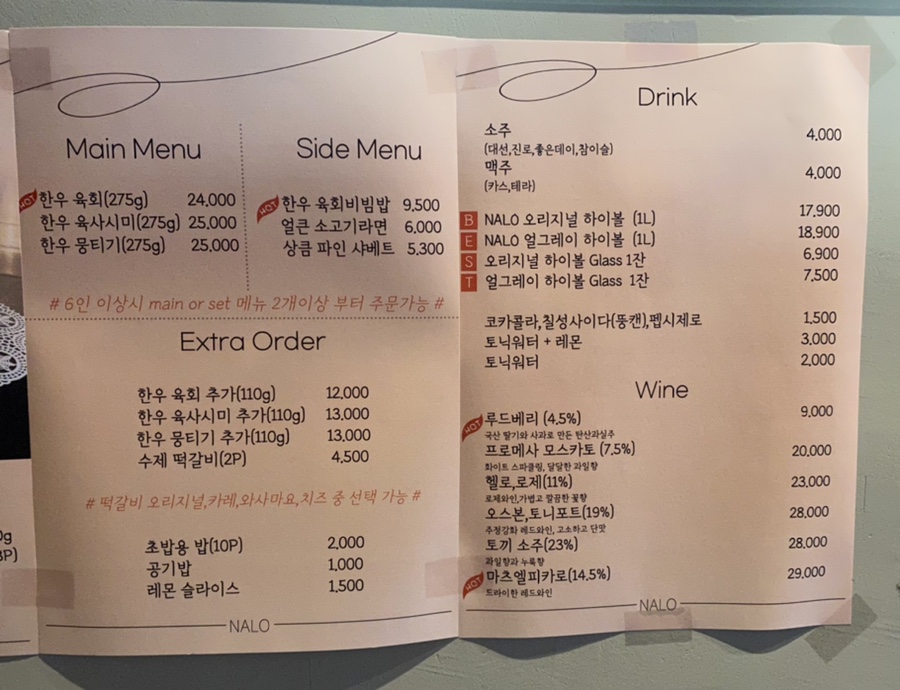 Main Menu
HOT 한우 육회(275g) 24,000
한우 육사시미(275g) 25,000
한우 뭉티기(275g) 25,000
Side Menu
HOT 한우 육회비빔밥 9,500
얼큰 소고기라면 6,000
상큼 파인 샤베트 5,300
# 6인 이상시 main or set 메뉴 2개이상 부터 주문가능 #
Extra Order
한우 육회 추가(110g) 12,000
한우 육사시미 추가(110g) 13,000
한우 뭉티기 추가(110g) 13,000
수제 떡갈비(2P) 4,500
# 떡갈비 오리지널,카레,와사마요,치즈 중 선택 가능 #
초밥용 밥(10P) 2,000
공기밥 1,000
레몬 슬라이스 1,500
NALO
Drink
소주 4,000
(대선,진로,좋은데이,참이슬)
맥주 4,000
(카스,테라)
B NALO 오리지널 하이볼 (1L) 17,900
E NALO 얼그레이 하이볼 (1L) 18,900
S 오리지널 하이볼 Glass 1잔 6,900
T 얼그레이 하이볼 Glass 1잔 7,500
코카콜라,칠성사이다(뚱캔),펩시제로 1,500
토닉워터 + 레몬 3,000
토닉워터 2,000
Wine
HOT 루드베리 (4.5%) 9,000
국산 딸기와 사과로 만든 탄산과실주
프로메사 모스카토 (7.5%) 20,000
화이트 스파클링, 달달한 과일향
헬로,로제(11%) 23,000
로제와인,가볍고 깔끔한 꽃향
오스본,토니포트(19%) 28,000
주정강화 레드와인, 고소하고 단맛
토끼 소주(23%) 28,000
과일향과 누룩향
HOT 마츠엘피카로(14.5%) 29,000
드라이한 레드와인
NALO